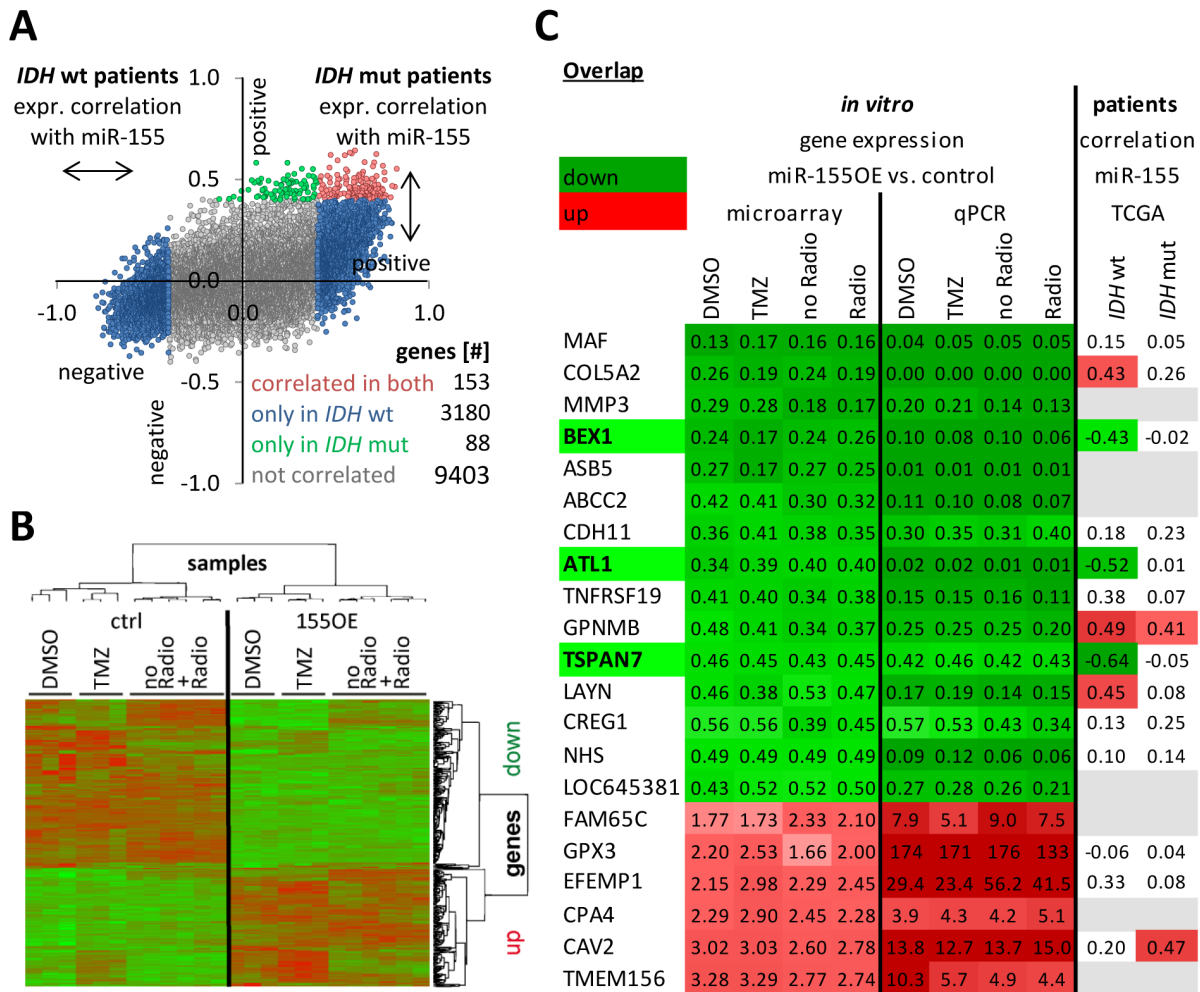 A
IDH wt patients
expr. correlation
with miR-155
IDH mut patients
expr. correlation
with miR-155
1.0
positive
0.5
positive
0.0
-1.0
0.0
1.0
negative
-0.5
negative
-1.0
genes [#]
correlated in both 153
only in IDH wt 3180
only in IDH mut 88
not correlated 9403
B
samples
ctrl 155OE
DMSO
TMZ
no Radio
+ Radio
DMSO
TMZ
no Radio
+ Radio
down
genes
up
C
Overlap
in vitro patients
gene expression correlation
down miR-155OE vs. control miR-155
up microarray qPCR TCGA
DMSO TMZ no Radio Radio DMSO TMZ no Radio Radio IDH wt IDH mut
MAF 0.13 0.17 0.16 0.16 0.04 0.05 0.05 0.05 0.15 0.05
COL5A2 0.26 0.19 0.24 0.19 0.00 0.00 0.00 0.00 0.43 0.26
MMP3 0.29 0.28 0.18 0.17 0.20 0.21 0.14 0.13
BEX1 0.24 0.17 0.24 0.26 0.10 0.08 0.10 0.06 -0.43 -0.02
ASB5 0.27 0.17 0.27 0.25 0.01 0.01 0.01 0.01
ABCC2 0.42 0.41 0.30 0.32 0.11 0.10 0.08 0.07
CDH11 0.36 0.41 0.38 0.35 0.30 0.35 0.31 0.40 0.18 0.23
ATL1 0.34 0.39 0.40 0.40 0.02 0.02 0.01 0.01 -0.52 0.01
TNFRSF19 0.41 0.40 0.34 0.38 0.15 0.15 0.16 0.11 0.38 0.07
GPNMB 0.48 0.41 0.34 0.37 0.25 0.25 0.25 0.20 0.49 0.41
TSPAN7 0.46 0.45 0.43 0.45 0.42 0.46 0.42 0.43 -0.64 -0.05
LAYN 0.46 0.38 0.53 0.47 0.17 0.19 0.14 0.15 0.45 0.08
CREG1 0.56 0.56 0.39 0.45 0.57 0.53 0.43 0.34 0.13 0.25
NHS 0.49 0.49 0.49 0.49 0.09 0.12 0.06 0.06 0.10 0.14
LOC645381 0.43 0.52 0.52 0.50 0.27 0.28 0.26 0.21
FAM65C 1.77 1.73 2.33 2.10 7.9 5.1 9.0 7.5
GPX3 2.20 2.53 1.66 2.00 174 171 176 133 -0.06 0.04
EFEMP1 2.15 2.98 2.29 2.45 29.4 23.4 56.2 41.5 0.33 0.08
CPA4 2.29 2.90 2.45 2.28 3.9 4.3 4.2 5.1
CAV2 3.02 3.03 2.60 2.78 13.8 12.7 13.7 15.0 0.20 0.47
TMEM156 3.28 3.29 2.77 2.74 10.3 5.7 4.9 4.4